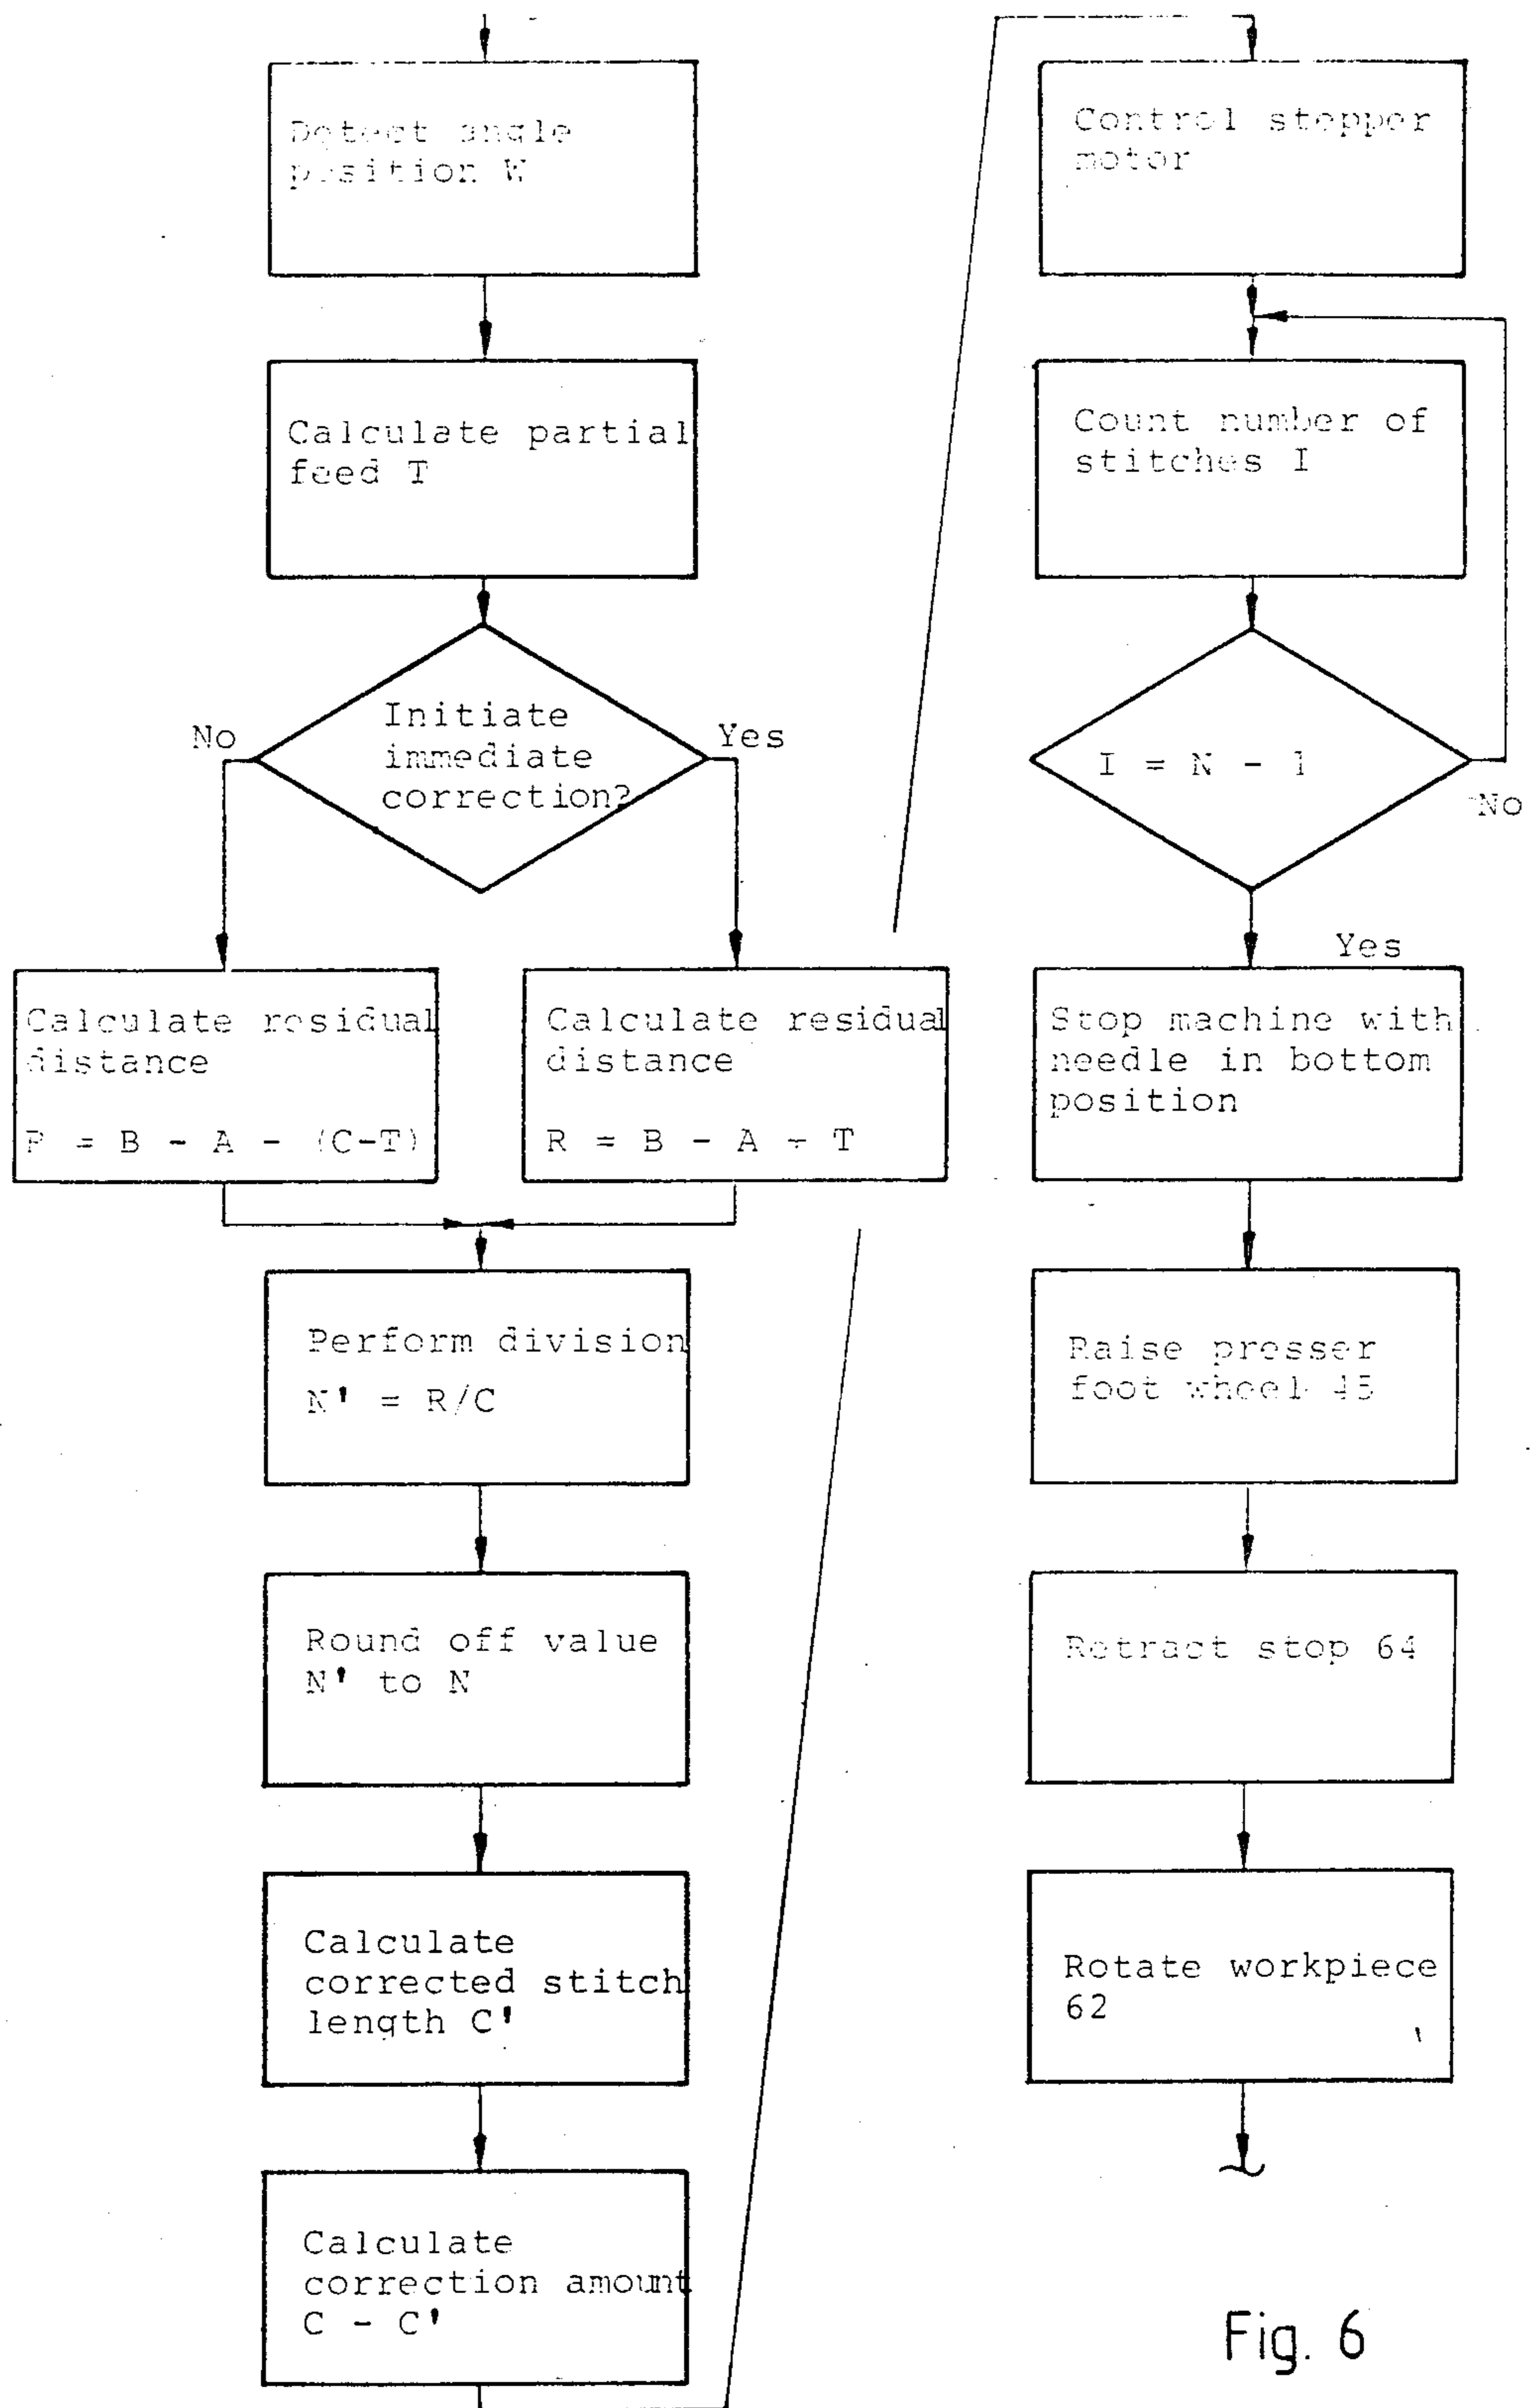 Detect angle
position W
Calculate partial
feed T
Initiate
immediate
correction?
No
Yes
Calculate residual
distance
R = B - A - (C-T)
Calculate residual
distance
R = B - A + T
Perform division
N' = R/C
Round off value
N' to N
Calculate
corrected stitch
length C'
Calculate
correction amount
C - C'
Control stepper
motor
Count number of
stitches I
I = N - 1
No
Yes
Stop machine with
needle in bottom
position
Raise presser
foot wheel 45
Retract stop 64
Rotate workpiece
62
Fig. 6